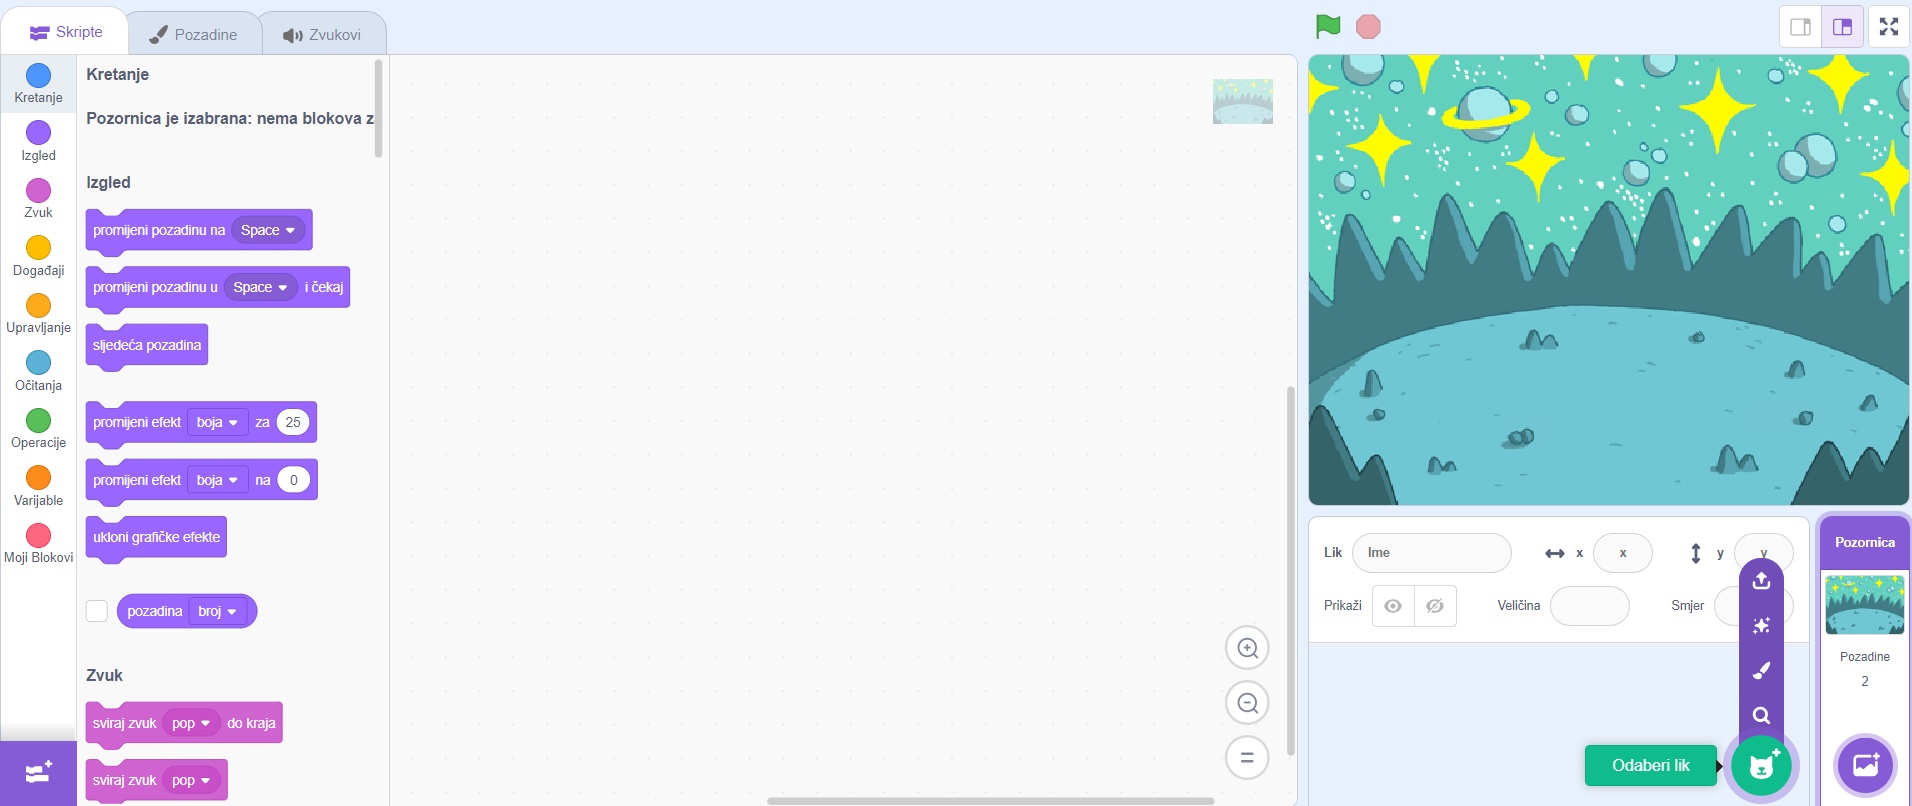 Skripte
Pozadine
Zvukovi
Kretanje
Izgled
Zvuk
Događaji
Upravljanje
Očitanja
Operacije
Varijable
Moji Blokovi
Kretanje
Pozornica je izabrana: nema blokova z
Izgled
promijeni pozadinu na Space
promijeni pozadinu u Space i čekaj
sljedeća pozadina
promijeni efekt boja za 25
promijeni efekt boja na 0
ukloni grafičke efekte
pozadina broj
Zvuk
sviraj zvuk pop do kraja
sviraj zvuk pop
Lik Ime x x y y
Prikaži Veličina Smjer
Odaberi lik
Pozornica
Pozadine
2